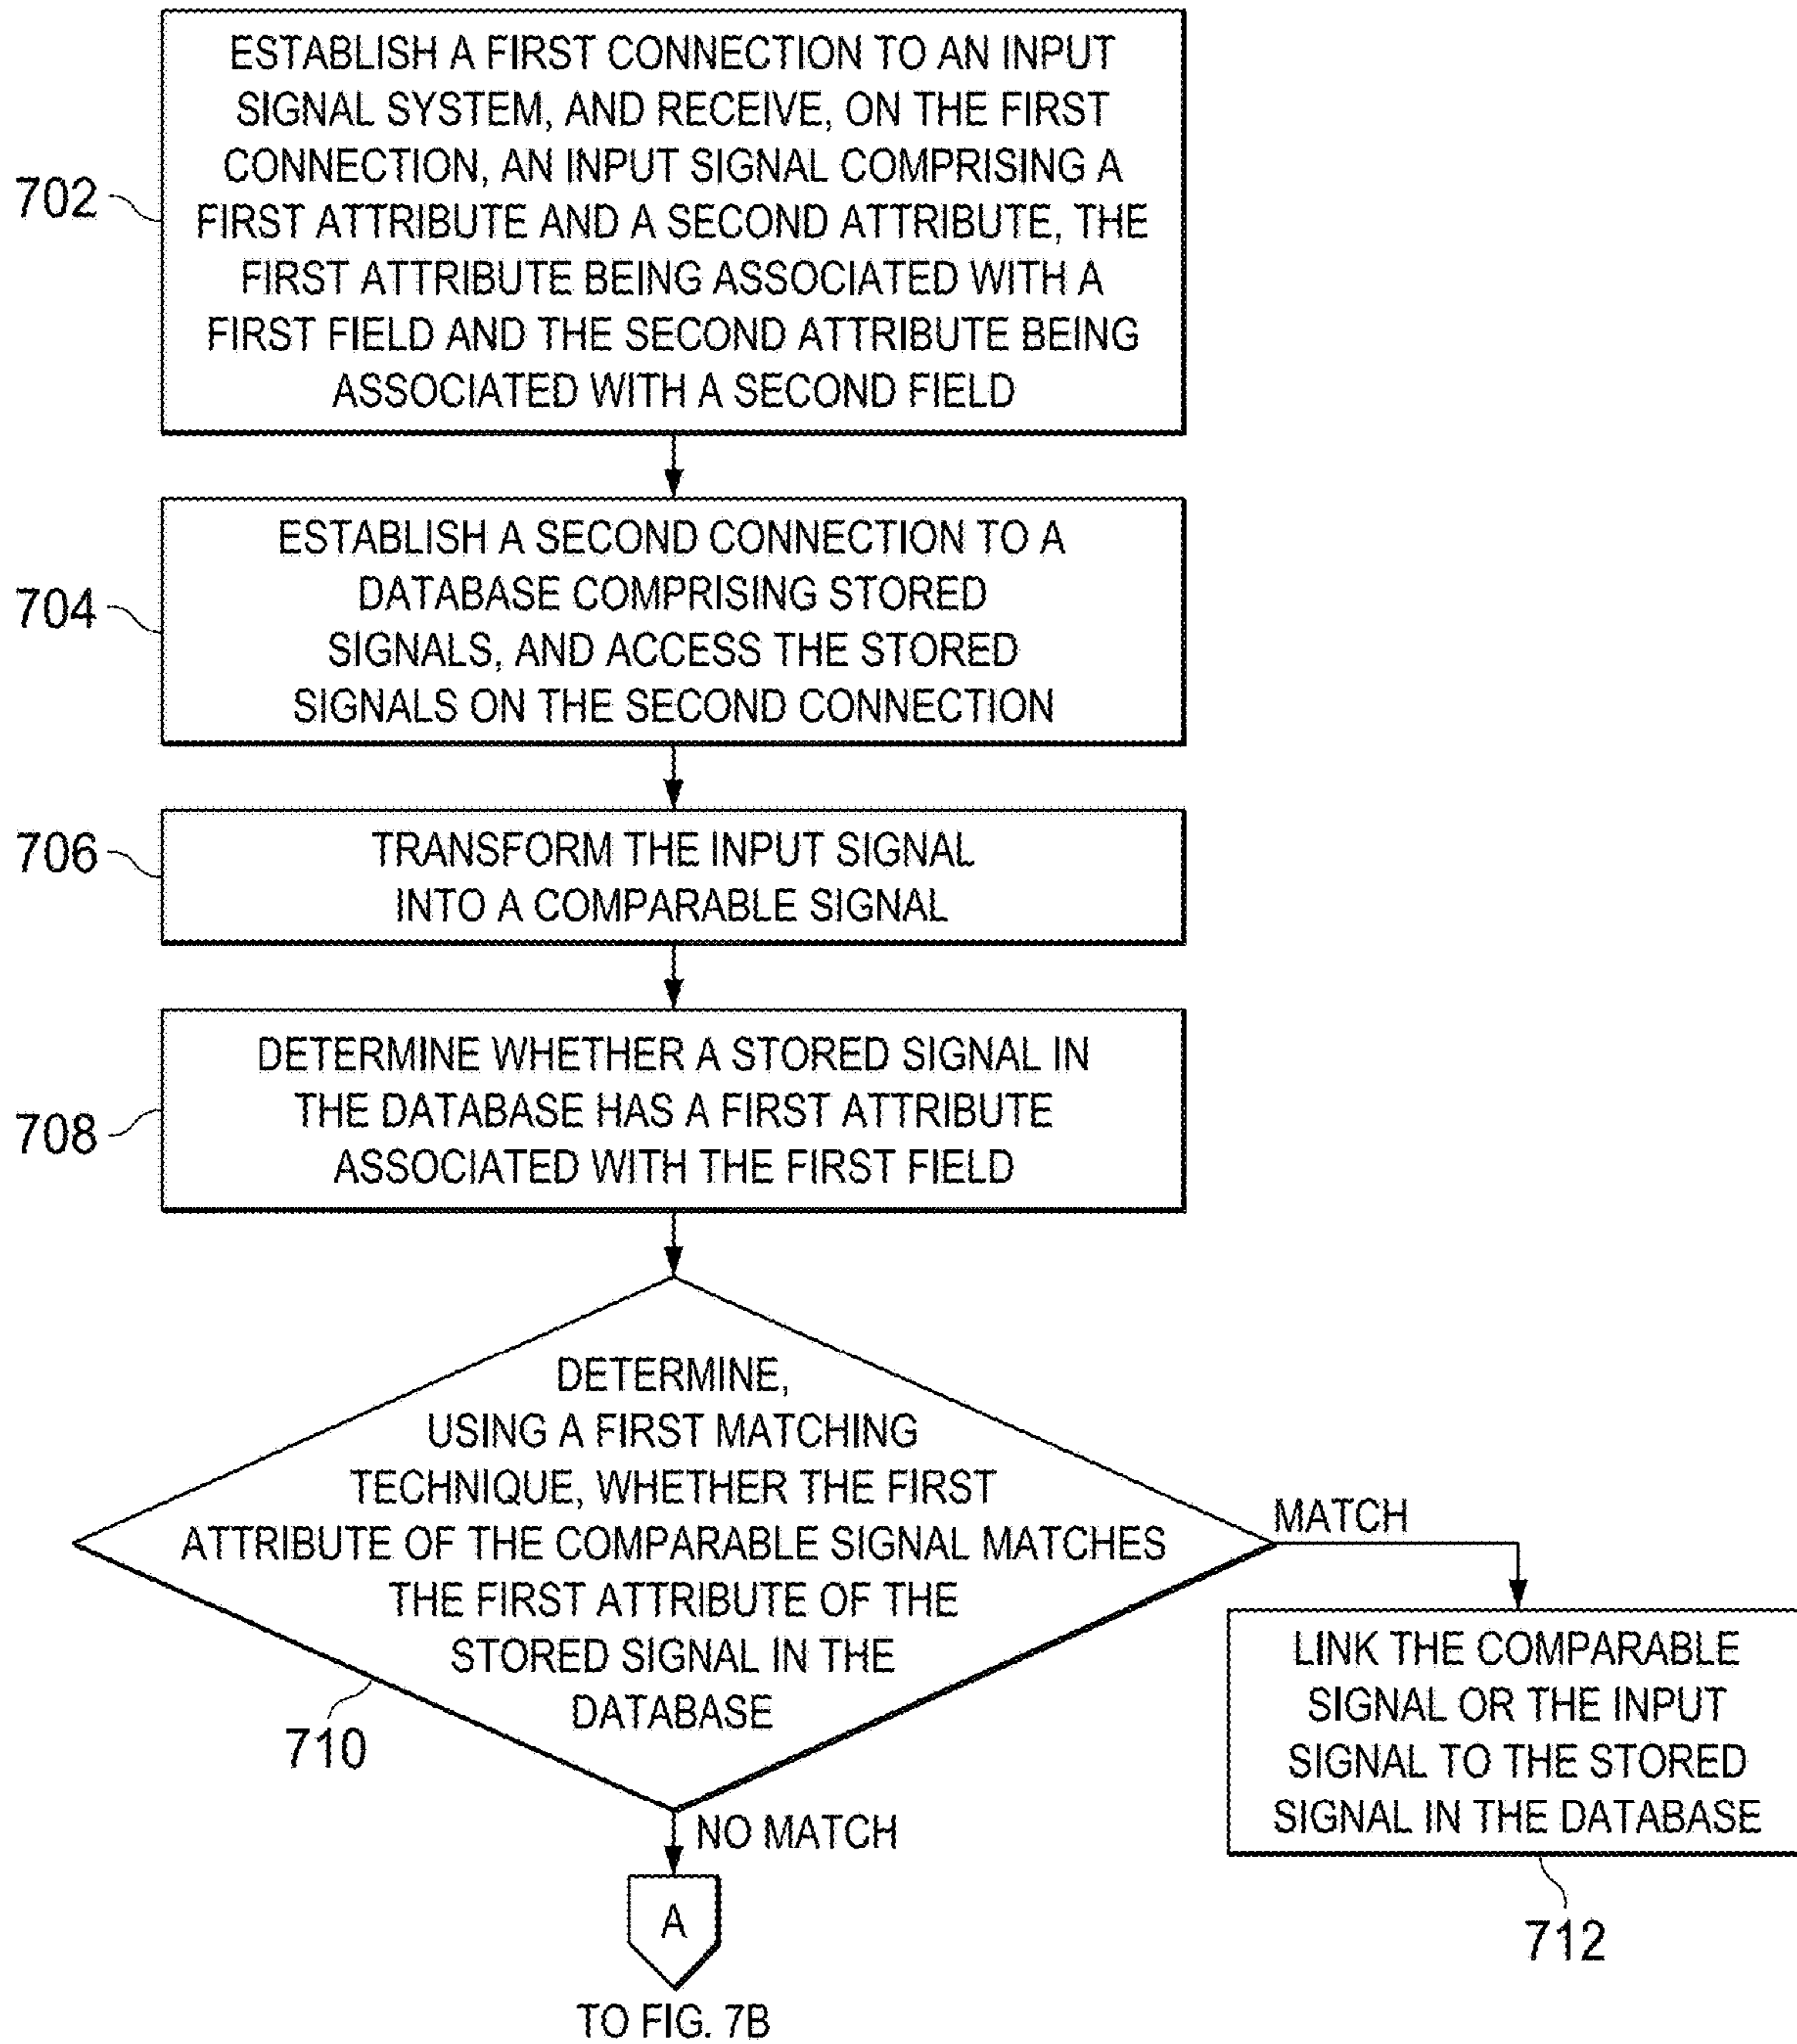 ESTABLISH A FIRST CONNECTION TO AN INPUT
SIGNAL SYSTEM, AND RECEIVE, ON THE FIRST
CONNECTION, AN INPUT SIGNAL COMPRISING A
702
FIRST ATTRIBUTE AND A SECOND ATTRIBUTE, THE
FIRST ATTRIBUTE BEING ASSOCIATED WITH A
FIRST FIELD AND THE SECOND ATTRIBUTE BEING
ASSOCIATED WITH A SECOND FIELD
ESTABLISH A SECOND CONNECTION TO A
DATABASE COMPRISING STORED
704
SIGNALS, AND ACCESS THE STORED
SIGNALS ON THE SECOND CONNECTION
706
TRANSFORM THE INPUT SIGNAL
INTO A COMPARABLE SIGNAL
DETERMINE WHETHER A STORED SIGNAL IN
THE DATABASE HAS A FIRST ATTRIBUTE
708
ASSOCIATED WITH THE FIRST FIELD
DETERMINE,
USING A FIRST MATCHING
TECHNIQUE, WHETHER THE FIRST
ATTRIBUTE OF THE COMPARABLE SIGNAL MATCHES
THE FIRST ATTRIBUTE OF THE
STORED SIGNAL IN THE
DATABASE
710
MATCH
LINK THE COMPARABLE
SIGNAL OR THE INPUT
SIGNAL TO THE STORED
SIGNAL IN THE DATABASE
712
NO MATCH
A
TO FIG. 7B